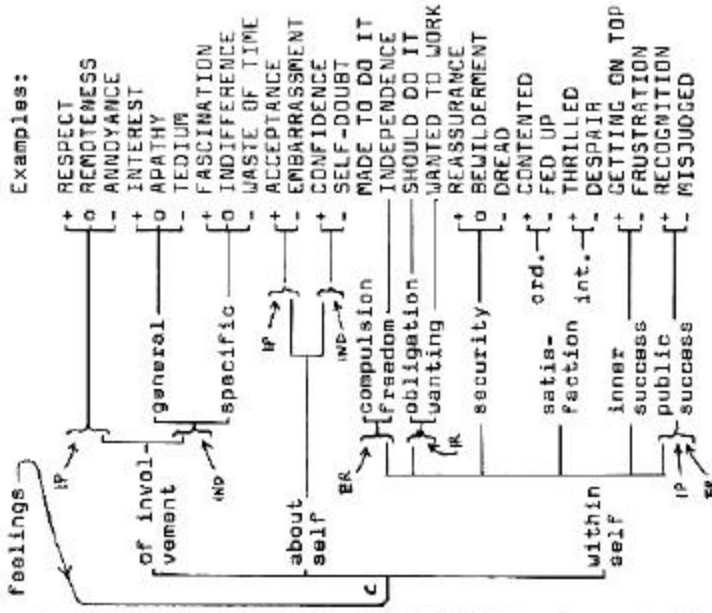 feelings
Examples:
C
of invol-
vement
IP
IND
general
specific
+ RESPECT
o REMOTENESS
- ANNOYANCE
+ INTEREST
o APATHY
- TEDIUM
+ FASCINATION
o INDIFFERENCE
- WASTE OF TIME
about
self
IP
IND
+ ACCEPTANCE
- EMBARRASSMENT
+ CONFIDENCE
- SELF-DOUBT
within
self
ER
IR
compulsion MADE TO DO IT
freedom INDEPENDENCE
obligation SHOULD DO IT
wanting WANTED TO WORK
security
+ REASSURANCE
o BEWILDERMENT
- DREAD
satis-
faction
ord.
+ CONTENTED
- FED UP
int.
+ THRILLED
- DESPAIR
inner
success
+ GETTING ON TOP
- FRUSTRATION
public
success
IP
+ RECOGNITION
- MISJUDGED